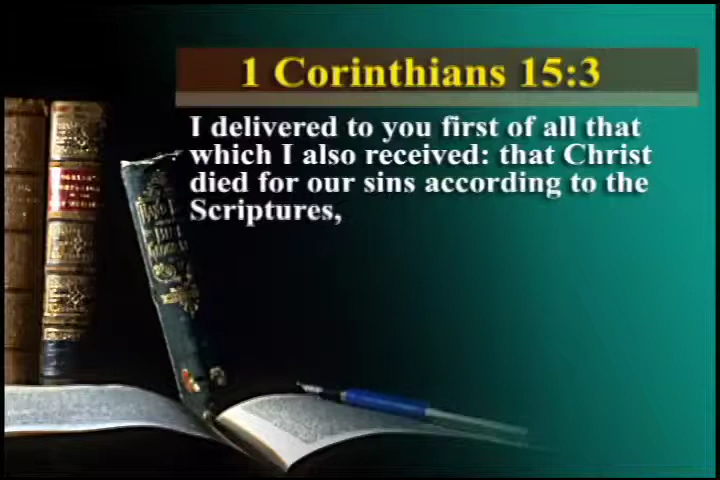 1 Corinthians 15:3
I delivered to you first of all that
which I also received: that Christ
died for our sins according to the
Scriptures,